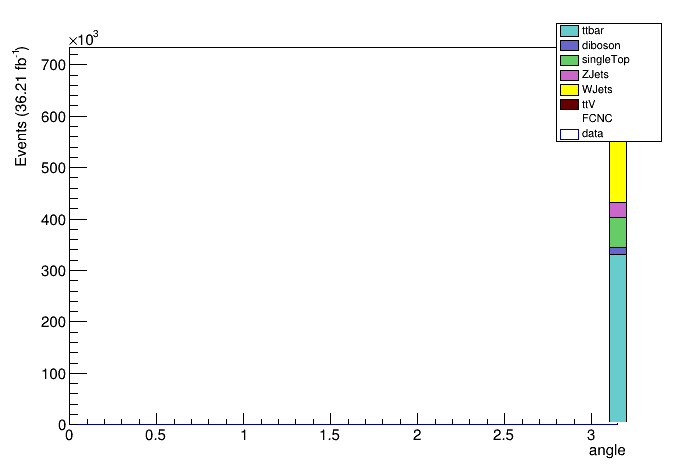 ×10³
Events (36.21 fb⁻¹)
700
600
500
400
300
200
100
0
0 0.5 1 1.5 2 2.5 3
angle
ttbar
diboson
singleTop
ZJets
WJets
ttV
FCNC
data